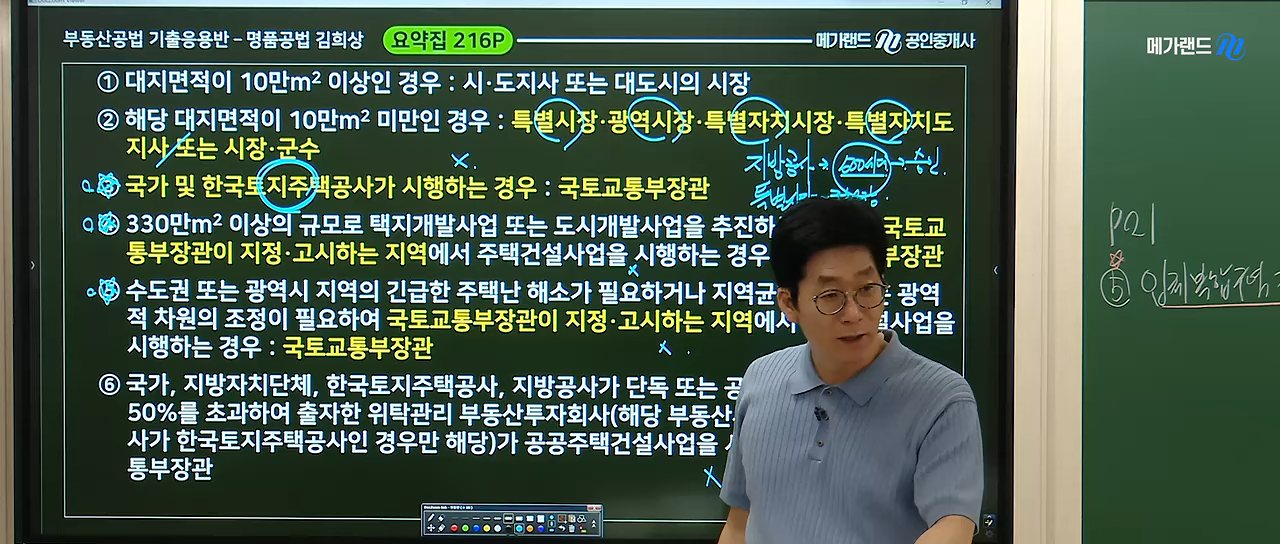 부동산공법 기출응용반 – 명품공법 김희상
요약집 216P
메가랜드 공인중개사
메가랜드
① 대지면적이 10만m² 이상인 경우 : 시·도지사 또는 대도시의 시장
② 해당 대지면적이 10만m² 미만인 경우 : 특별시장·광역시장·특별자치시장·특별자치도
지사 또는 시장·군수
지방공사 → 500세대 → 승인
③ 국가 및 한국토지주택공사가 시행하는 경우 : 국토교통부장관
④ 330만m² 이상의 규모로 택지개발사업 또는 도시개발사업을 추진하 국토교
통부장관이 지정·고시하는 지역에서 주택건설사업을 시행하는 경우 부장관
⑤ 수도권 또는 광역시 지역의 긴급한 주택난 해소가 필요하거나 지역균 는 광역
적 차원의 조정이 필요하여 국토교통부장관이 지정·고시하는 지역에서 설사업을
시행하는 경우 : 국토교통부장관
⑥ 국가, 지방자치단체, 한국토지주택공사, 지방공사가 단독 또는 공
50%를 초과하여 출자한 위탁관리 부동산투자회사(해당 부동산
사가 한국토지주택공사인 경우만 해당)가 공공주택건설사업을 시
통부장관
P21
⑤